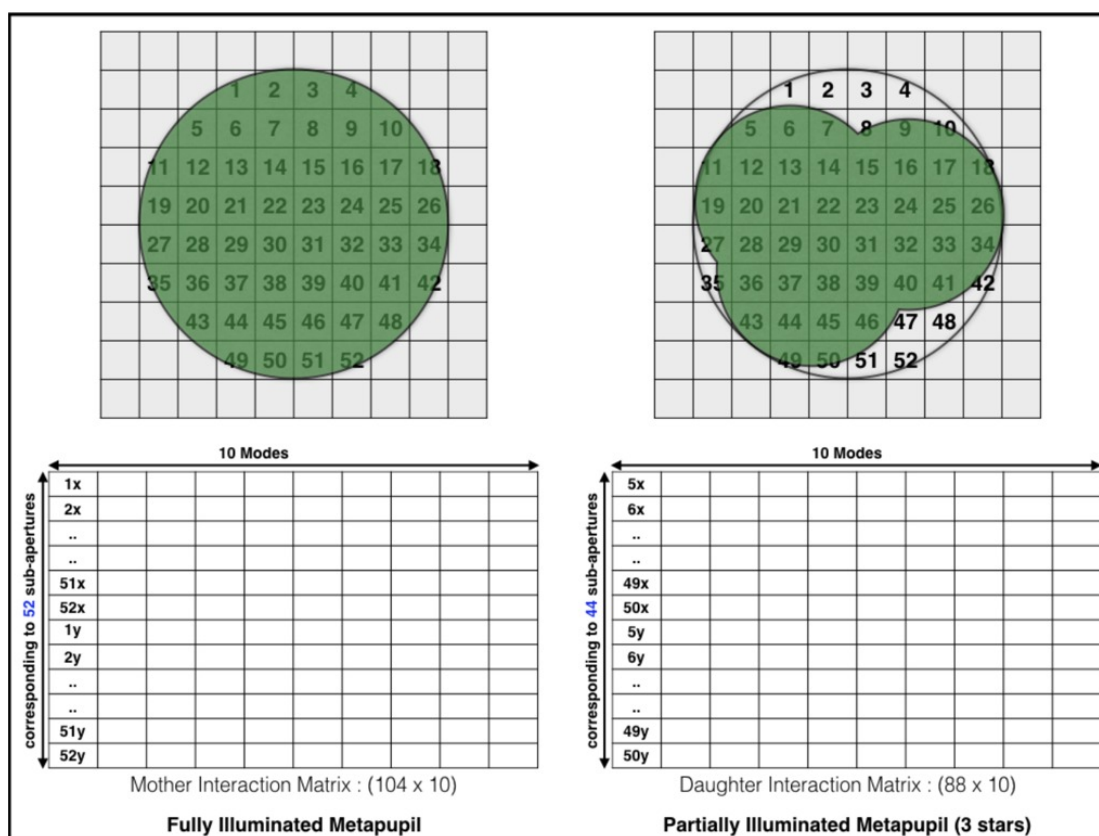 1 2 3 4
5 6 7 8 9 10
11 12 13 14 15 16 17 18
19 20 21 22 23 24 25 26
27 28 29 30 31 32 33 34
35 36 37 38 39 40 41 42
43 44 45 46 47 48
49 50 51 52
10 Modes
corresponding to 52 sub-apertures
1x
2x
..
..
51x
52x
1y
2y
..
..
51y
52y
Mother Interaction Matrix : (104 x 10)
Fully Illuminated Metapupil
1 2 3 4
5 6 7 8 9 10
11 12 13 14 15 16 17 18
19 20 21 22 23 24 25 26
27 28 29 30 31 32 33 34
35 36 37 38 39 40 41 42
43 44 45 46 47 48
49 50 51 52
10 Modes
corresponding to 44 sub-apertures
5x
6x
..
..
49x
50x
5y
6y
..
..
49y
50y
Daughter Interaction Matrix : (88 x 10)
Partially Illuminated Metapupil (3 stars)